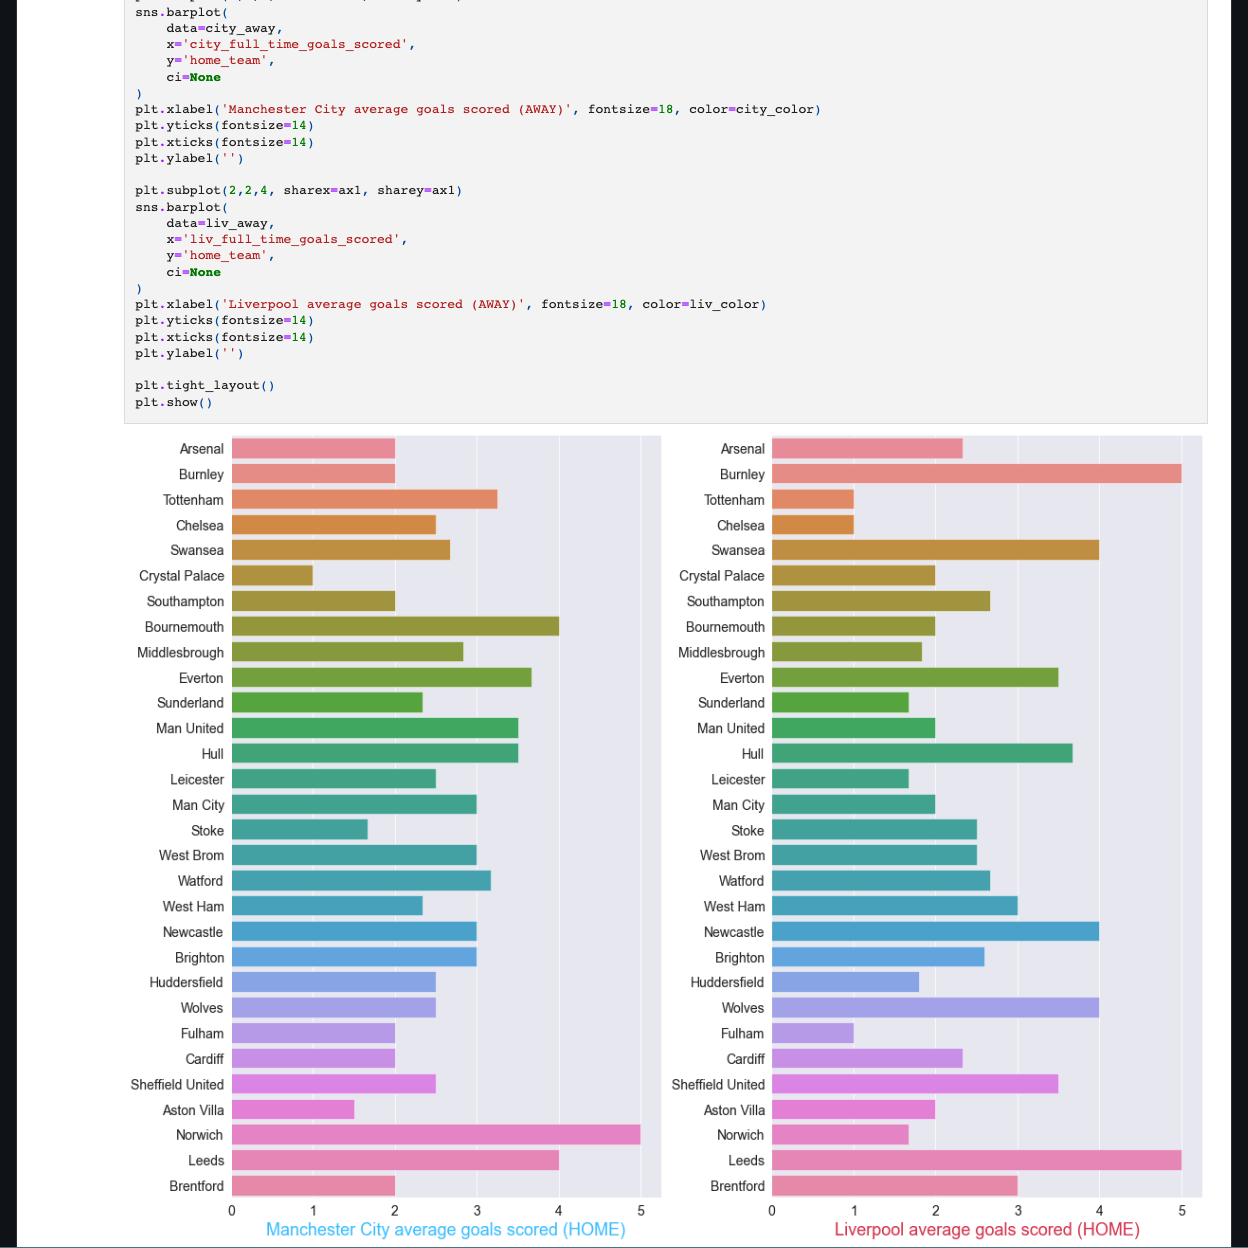 sns.barplot(
    data=city_away,
    x='city_full_time_goals_scored',
    y='home_team',
    ci=None
)
plt.xlabel('Manchester City average goals scored (AWAY)', fontsize=18, color=city_color)
plt.yticks(fontsize=14)
plt.xticks(fontsize=14)
plt.ylabel('')
plt.subplot(2,2,4, sharex=ax1, sharey=ax1)
sns.barplot(
    data=liv_away,
    x='liv_full_time_goals_scored',
    y='home_team',
    ci=None
)
plt.xlabel('Liverpool average goals scored (AWAY)', fontsize=18, color=liv_color)
plt.yticks(fontsize=14)
plt.xticks(fontsize=14)
plt.ylabel('')
plt.tight_layout()
plt.show()
Arsenal
Burnley
Tottenham
Chelsea
Swansea
Crystal Palace
Southampton
Bournemouth
Middlesbrough
Everton
Sunderland
Man United
Hull
Leicester
Man City
Stoke
West Brom
Watford
West Ham
Newcastle
Brighton
Huddersfield
Wolves
Fulham
Cardiff
Sheffield United
Aston Villa
Norwich
Leeds
Brentford
0 1 2 3 4 5
Manchester City average goals scored (HOME)
Arsenal
Burnley
Tottenham
Chelsea
Swansea
Crystal Palace
Southampton
Bournemouth
Middlesbrough
Everton
Sunderland
Man United
Hull
Leicester
Man City
Stoke
West Brom
Watford
West Ham
Newcastle
Brighton
Huddersfield
Wolves
Fulham
Cardiff
Sheffield United
Aston Villa
Norwich
Leeds
Brentford
0 1 2 3 4 5
Liverpool average goals scored (HOME)